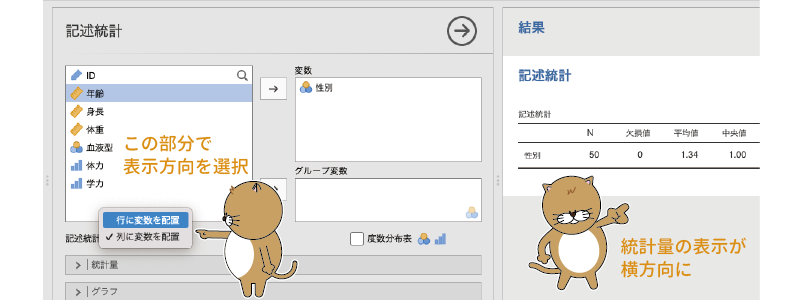 記述統計
ID
年齢
身長
体重
血液型
体力
学力
この部分で
表示方向を選択
変数
性別
グループ変数
行に変数を配置
✓ 列に変数を配置
記述統計
度数分布表
統計量
グラフ
結果
記述統計
記述統計
N 欠損値 平均値 中央値
性別 50 0 1.34 1.00
統計量の表示が
横方向に